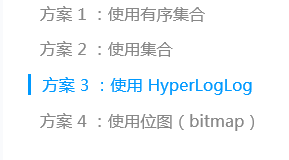 方案 1 ：使用有序集合
方案 2 ：使用集合
方案 3 ：使用 HyperLogLog
方案 4 ：使用位图（bitmap）